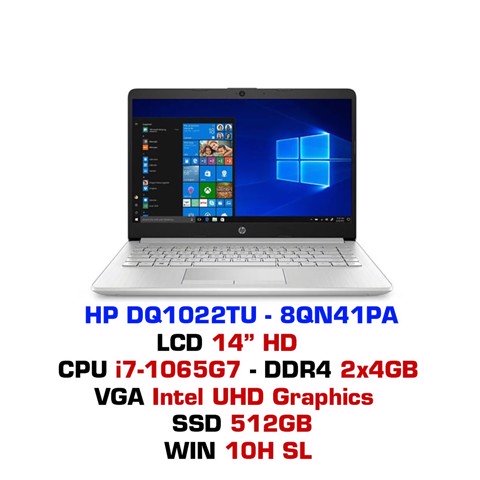 hp
HP DQ1022TU - 8QN41PA
LCD 14” HD
CPU i7-1065G7 - DDR4 2x4GB
VGA Intel UHD Graphics
SSD 512GB
WIN 10H SL